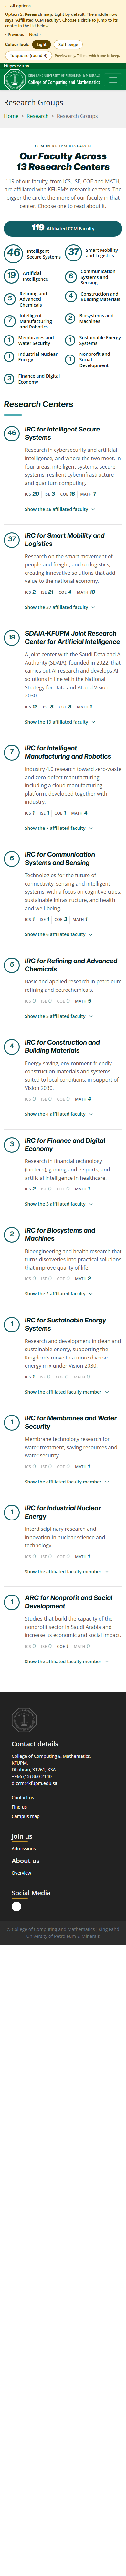 ← All options
Option 5: Research map. Light by default. The middle row
says "Affiliated CCM Faculty". Choose a circle to jump to its
center in the list below.
‹ Previous Next ›
Colour look: Light Soft beige
Turquoise (round 4) Preview only. Tell me which one to keep.
kfupm.edu.sa
KING FAHD UNIVERSITY OF PETROLEUM & MINERALS
College of Computing and Mathematics
Research Groups
Home > Research > Research Groups
CCM IN KFUPM RESEARCH
Our Faculty Across
13 Research Centers
119 of our faculty, from ICS, ISE, COE and MATH,
are affiliated with KFUPM's research centers. The
bigger the circle, the more of our faculty in the
center. Choose one to read about it.
119 Affiliated CCM Faculty
46 Intelligent Secure Systems
37 Smart Mobility and Logistics
19 Artificial Intelligence
6 Communication Systems and Sensing
5 Refining and Advanced Chemicals
4 Construction and Building Materials
7 Intelligent Manufacturing and Robotics
2 Biosystems and Machines
1 Membranes and Water Security
1 Sustainable Energy Systems
1 Industrial Nuclear Energy
1 Nonprofit and Social Development
3 Finance and Digital Economy
Research Centers
46
IRC for Intelligent Secure
Systems
Research in cybersecurity and artificial
intelligence, and where the two meet, in
four areas: intelligent systems, secure
systems, resilient critical infrastructure
and quantum computing.
ICS 20 ISE 3 COE 16 MATH 7
Show the 46 affiliated faculty
37
IRC for Smart Mobility and
Logistics
Research on the smart movement of
people and freight, and on logistics,
developing innovative solutions that add
value to the national economy.
ICS 2 ISE 21 COE 4 MATH 10
Show the 37 affiliated faculty
19
SDAIA-KFUPM Joint Research
Center for Artificial Intelligence
A joint center with the Saudi Data and AI
Authority (SDAIA), founded in 2022, that
carries out AI research and innovation in
line with the National
Strategy for Data and AI and Vision
2030.
ICS 12 ISE 3 COE 3 MATH 1
Show the 19 affiliated faculty
7
IRC for Intelligent
Manufacturing and Robotics
Industry 4.0 research toward zero-waste
and zero-defect manufacturing,
including a cloud manufacturing
platform, developed together with
industry.
ICS 1 ISE 1 COE 1 MATH 4
Show the 7 affiliated faculty
6
IRC for Communication
Systems and Sensing
Technologies for the future of
connectivity, sensing and intelligent
systems, with a focus on cognitive cities,
sustainable infrastructure, and health
and well-being.
ICS 1 ISE 1 COE 3 MATH 1
Show the 6 affiliated faculty
5
IRC for Refining and Advanced
Chemicals
Basic and applied research in petroleum
refining and petrochemicals.
ICS 0 ISE 0 COE 0 MATH 5
Show the 5 affiliated faculty
4
IRC for Construction and
Building Materials
Energy-saving, environment-friendly
construction materials and systems
suited to local conditions, in support of
Vision 2030.
ICS 0 ISE 0 COE 0 MATH 4
Show the 4 affiliated faculty
3
IRC for Finance and Digital
Economy
Research in financial technology
(FinTech), gaming and e-sports, and
artificial intelligence in healthcare.
ICS 2 ISE 0 COE 0 MATH 1
Show the 3 affiliated faculty
2
IRC for Biosystems and
Machines
Bioengineering and health research that
turns discoveries into practical solutions
that improve quality of life.
ICS 0 ISE 0 COE 0 MATH 2
Show the 2 affiliated faculty
1
IRC for Sustainable Energy
Systems
Research and development in clean and
sustainable energy, supporting the
Kingdom's move to a more diverse
energy mix under Vision 2030.
ICS 1 ISE 0 COE 0 MATH 0
Show the 1 affiliated faculty member
1
IRC for Membranes and Water
Security
Membrane technology research for
water treatment, saving resources and
water security.
ICS 0 ISE 0 COE 0 MATH 1
Show the 1 affiliated faculty member
1
IRC for Industrial Nuclear
Energy
Interdisciplinary research and
innovation in nuclear science and
technology.
ICS 0 ISE 0 COE 0 MATH 1
Show the 1 affiliated faculty member
1
ARC for Nonprofit and Social
Development
Studies that build the capacity of the
nonprofit sector in Saudi Arabia and
increase its economic and social impact.
ICS 0 ISE 0 COE 1 MATH 0
Show the 1 affiliated faculty member
Contact details
College of Computing & Mathematics,
KFUPM,
Dhahran, 31261, KSA.
+966 (13) 860-2140
d-ccm@kfupm.edu.sa
Contact us
Find us
Campus map
Join us
Admissions
About us
Overview
Social Media
© College of Computing and Mathematics | King Fahd
University of Petroleum & Minerals